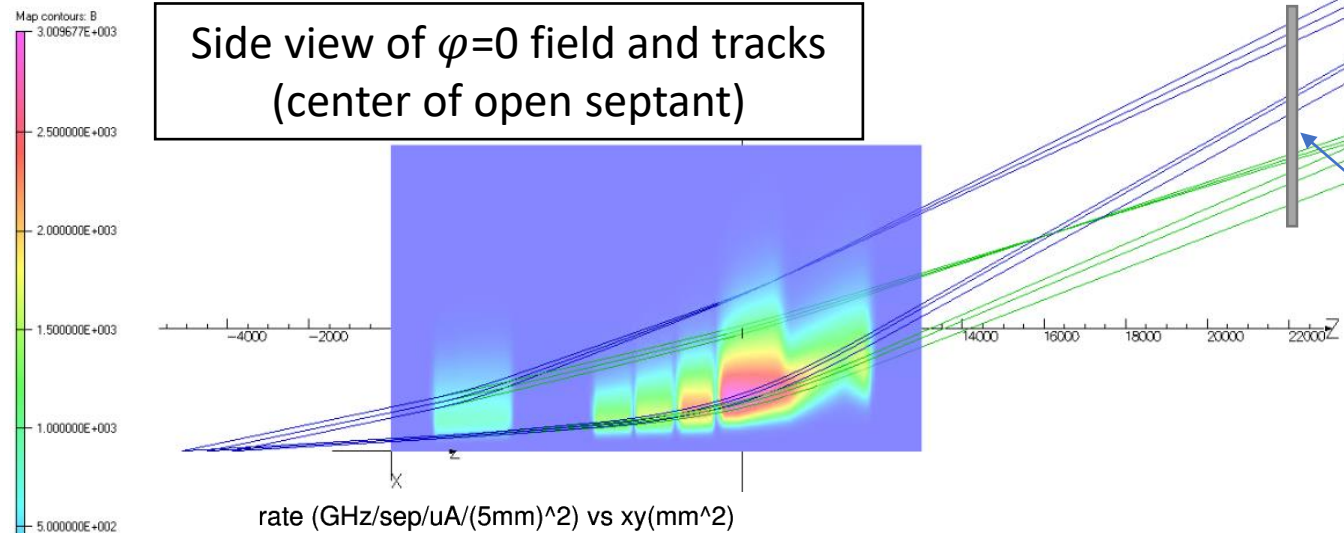 Map contours: B
3.009677E+003
2.500000E+003
2.000000E+003
1.500000E+003
1.000000E+003
5.000000E+002
Side view of 𝜑=0 field and tracks
(center of open septant)
-4000
-2000
14000
16000
18000
20000
22000
Z
Z
X
rate (GHz/sep/uA/(5mm)^2) vs xy(mm^2)